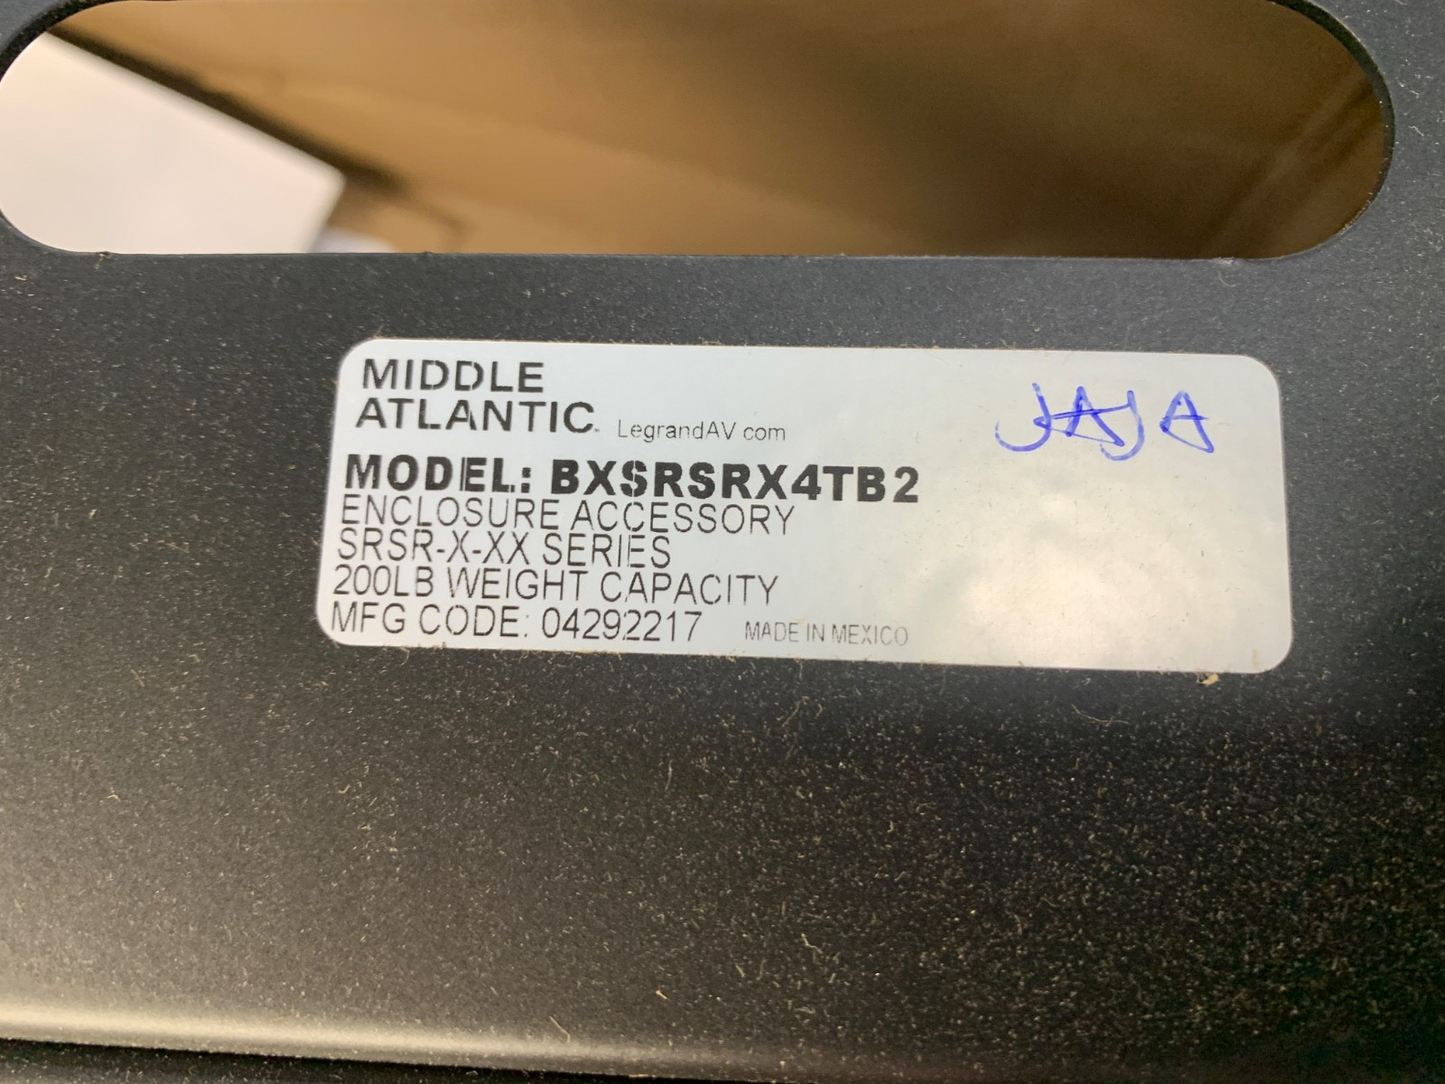 MIDDLE
ATLANTIC. LegrandAV com
JAJA
MODEL: BXSRSRX4TB2
ENCLOSURE ACCESSORY
SRSR-X-XX SERIES
200LB WEIGHT CAPACITY
MFG CODE: 04292217 MADE IN MEXICO